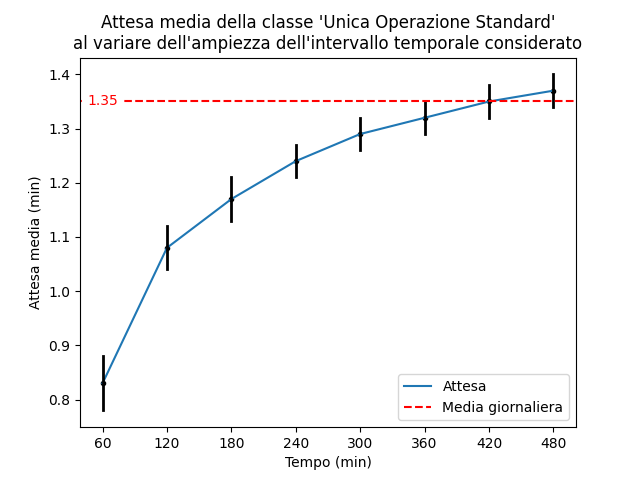 Attesa media della classe 'Unica Operazione Standard'
al variare dell'ampiezza dell'intervallo temporale considerato
1.4
1.35
1.3
1.2
1.1
1.0
0.9
0.8
Attesa media (min)
Attesa
Media giornaliera
60 120 180 240 300 360 420 480
Tempo (min)